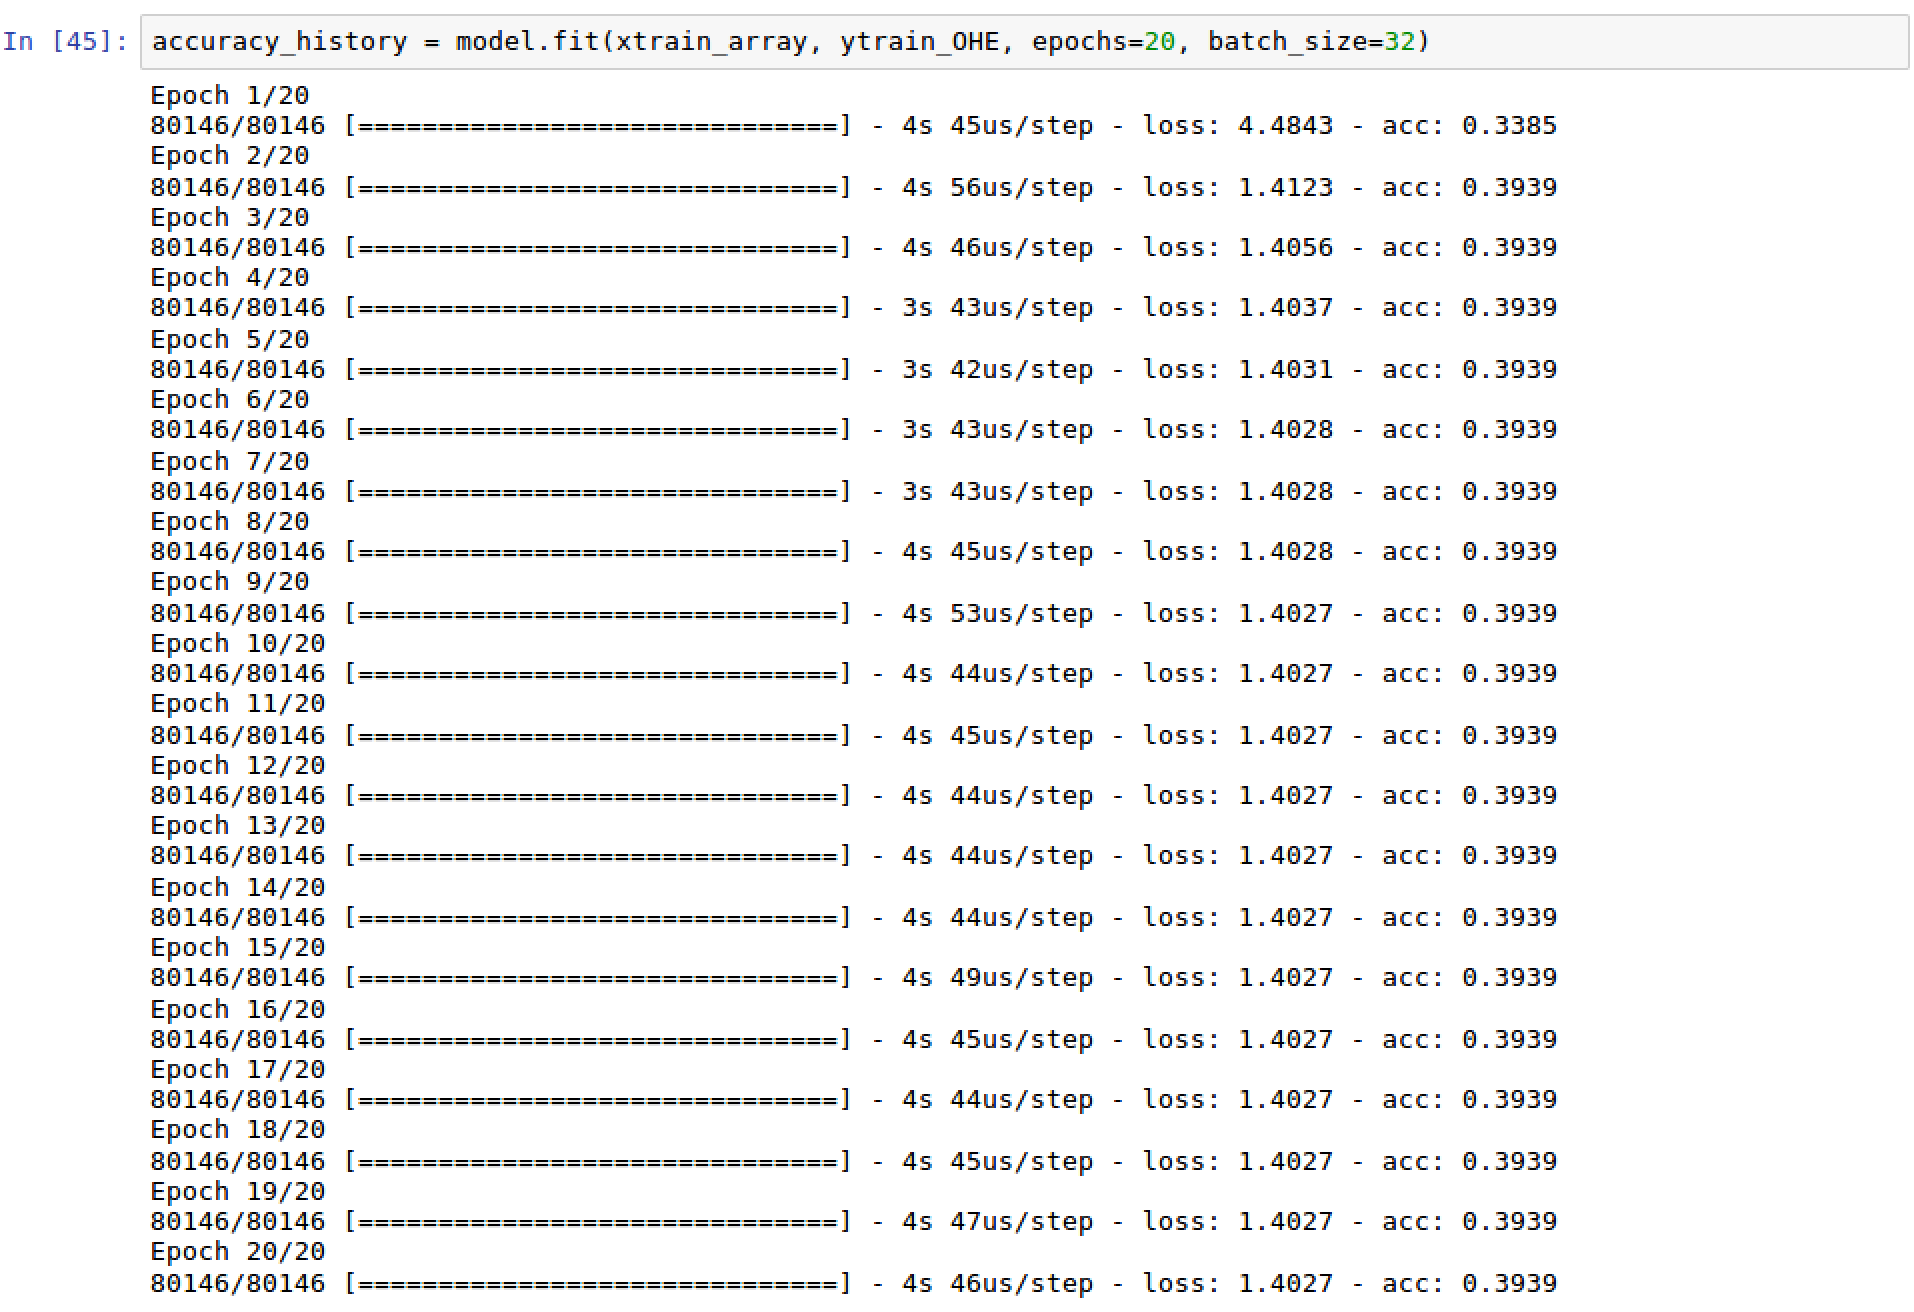 In [45]: accuracy_history = model.fit(xtrain_array, ytrain_OHE, epochs=20, batch_size=32)
Epoch 1/20
80146/80146 [==============================] - 4s 45us/step - loss: 4.4843 - acc: 0.3385
Epoch 2/20
80146/80146 [==============================] - 4s 56us/step - loss: 1.4123 - acc: 0.3939
Epoch 3/20
80146/80146 [==============================] - 4s 46us/step - loss: 1.4056 - acc: 0.3939
Epoch 4/20
80146/80146 [==============================] - 3s 43us/step - loss: 1.4037 - acc: 0.3939
Epoch 5/20
80146/80146 [==============================] - 3s 42us/step - loss: 1.4031 - acc: 0.3939
Epoch 6/20
80146/80146 [==============================] - 3s 43us/step - loss: 1.4028 - acc: 0.3939
Epoch 7/20
80146/80146 [==============================] - 3s 43us/step - loss: 1.4028 - acc: 0.3939
Epoch 8/20
80146/80146 [==============================] - 4s 45us/step - loss: 1.4028 - acc: 0.3939
Epoch 9/20
80146/80146 [==============================] - 4s 53us/step - loss: 1.4027 - acc: 0.3939
Epoch 10/20
80146/80146 [==============================] - 4s 44us/step - loss: 1.4027 - acc: 0.3939
Epoch 11/20
80146/80146 [==============================] - 4s 45us/step - loss: 1.4027 - acc: 0.3939
Epoch 12/20
80146/80146 [==============================] - 4s 44us/step - loss: 1.4027 - acc: 0.3939
Epoch 13/20
80146/80146 [==============================] - 4s 44us/step - loss: 1.4027 - acc: 0.3939
Epoch 14/20
80146/80146 [==============================] - 4s 44us/step - loss: 1.4027 - acc: 0.3939
Epoch 15/20
80146/80146 [==============================] - 4s 49us/step - loss: 1.4027 - acc: 0.3939
Epoch 16/20
80146/80146 [==============================] - 4s 45us/step - loss: 1.4027 - acc: 0.3939
Epoch 17/20
80146/80146 [==============================] - 4s 44us/step - loss: 1.4027 - acc: 0.3939
Epoch 18/20
80146/80146 [==============================] - 4s 45us/step - loss: 1.4027 - acc: 0.3939
Epoch 19/20
80146/80146 [==============================] - 4s 47us/step - loss: 1.4027 - acc: 0.3939
Epoch 20/20
80146/80146 [==============================] - 4s 46us/step - loss: 1.4027 - acc: 0.3939